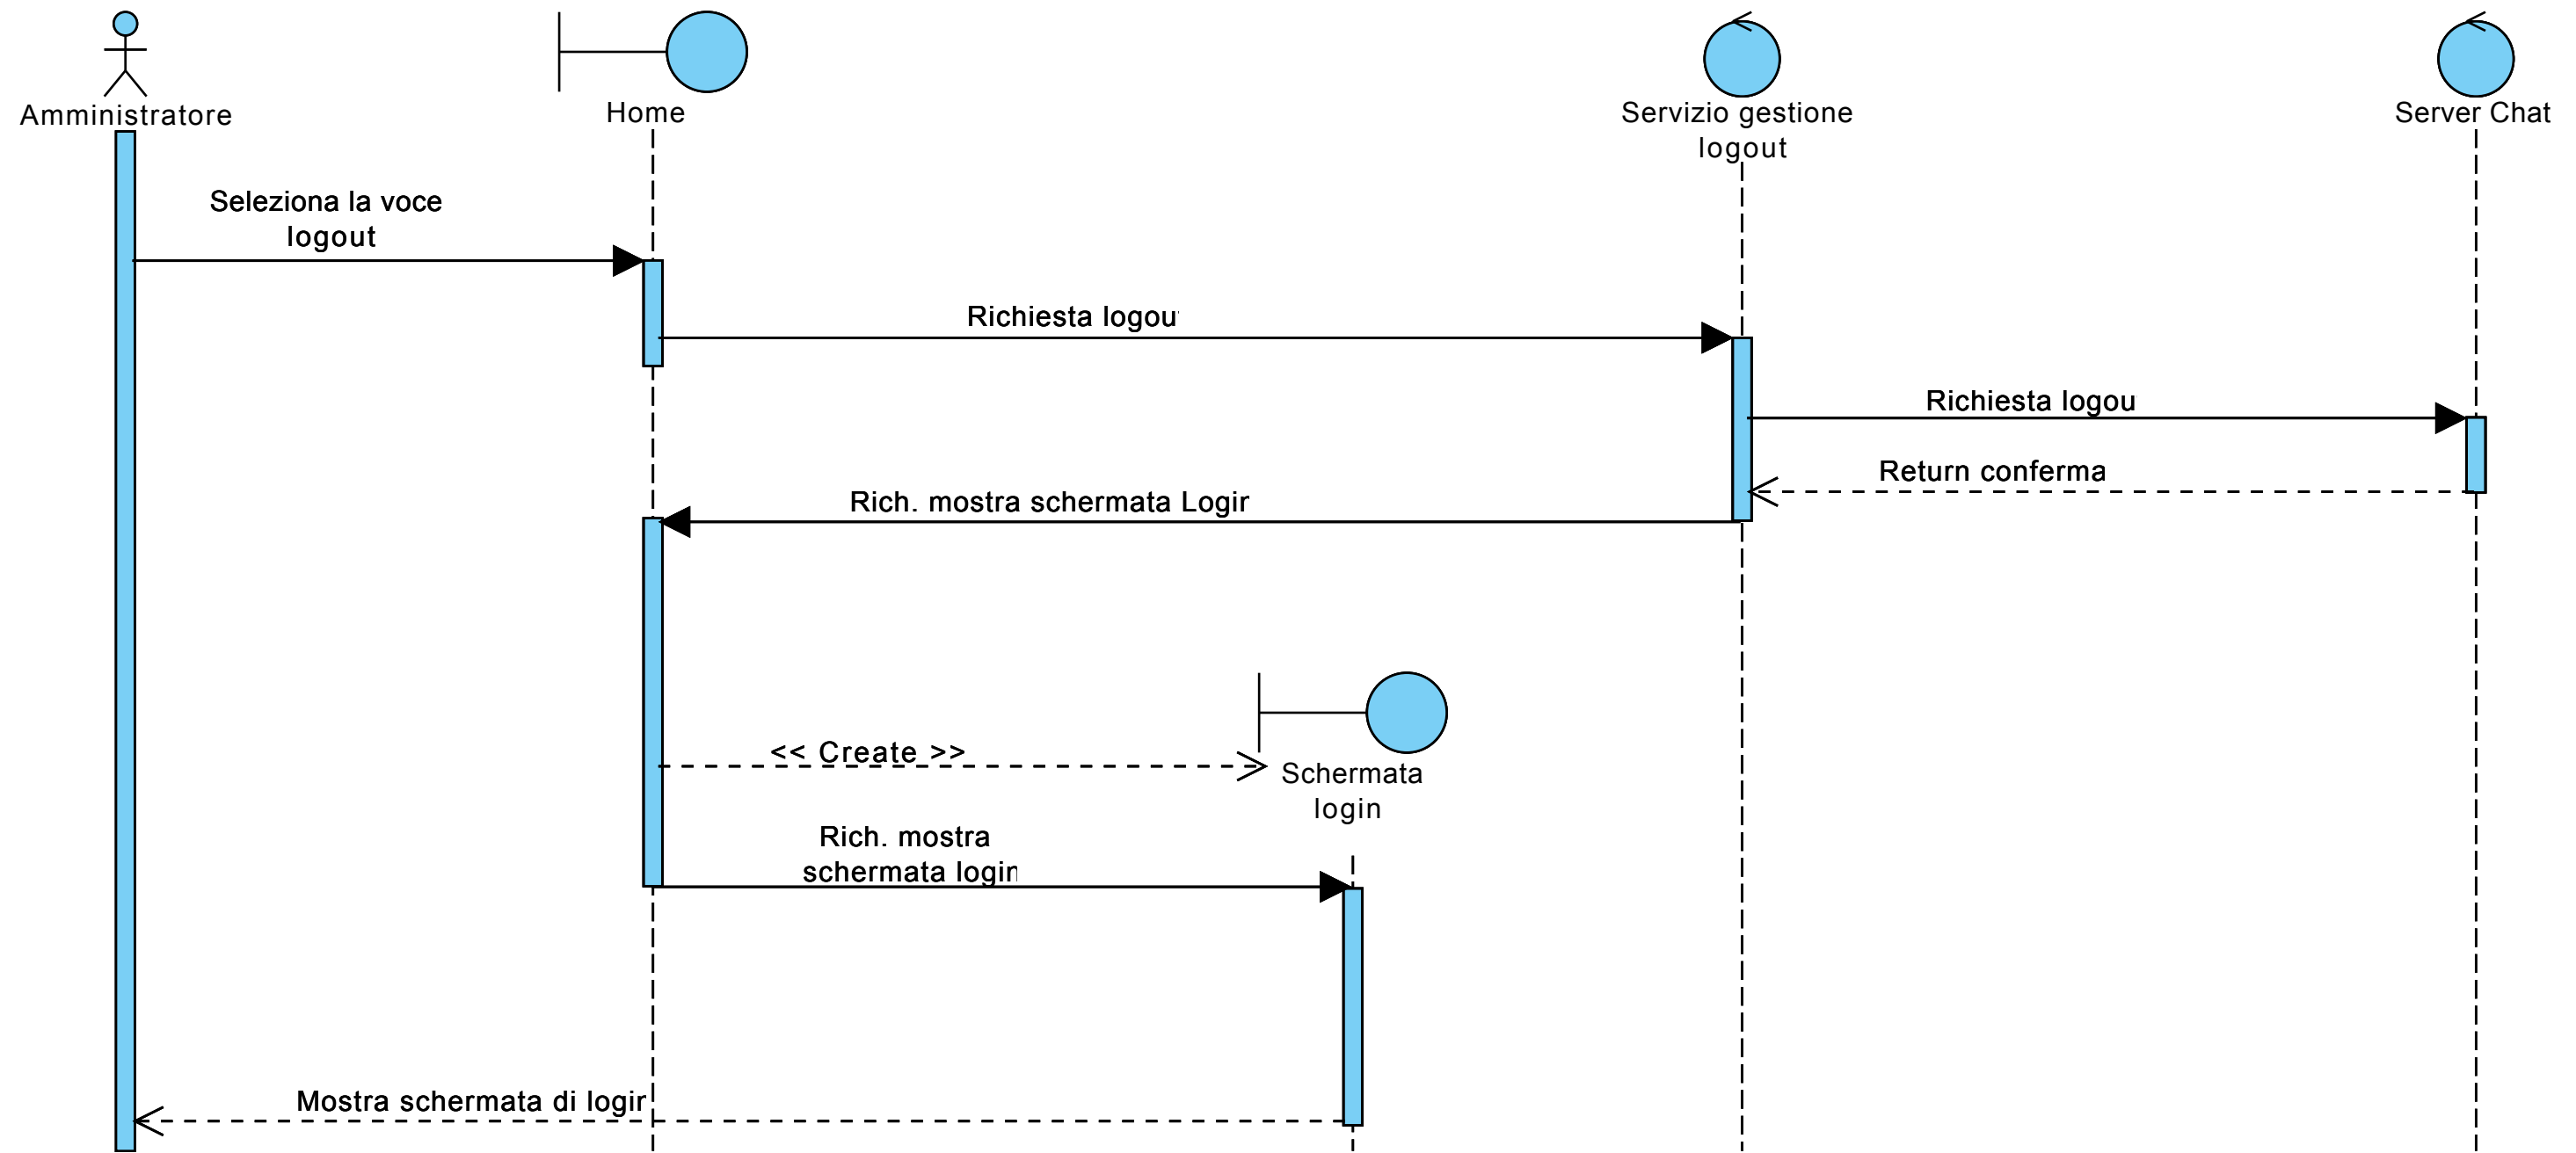 Amministratore
Home
Servizio gestione
logout
Server Chat
Seleziona la voce
logout
Richiesta logou
Richiesta logou
Return conferma
Rich. mostra schermata Logir
<< Create >>
Schermata
login
Rich. mostra
schermata login
Mostra schermata di logir